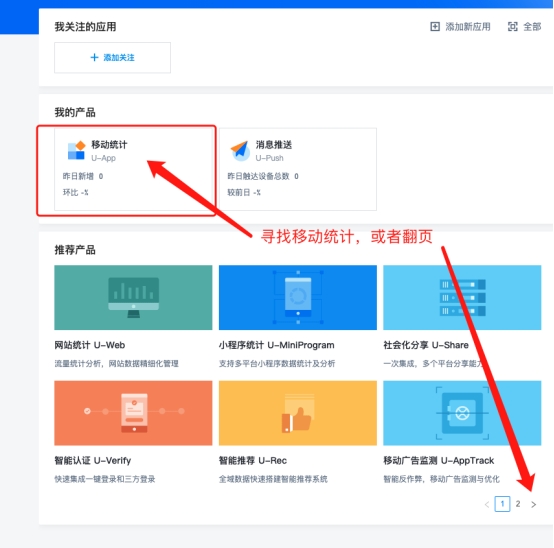 我关注的应用
添加新应用 全部
+ 添加关注
我的产品
移动统计
U-App
昨日新增 0
环比 -%
消息推送
U-Push
昨日触达设备总数 0
较前日 -%
寻找移动统计，或者翻页
推荐产品
网站统计 U-Web
流量统计分析，网站数据精细化管理
小程序统计 U-MiniProgram
支持多平台小程序数据统计及分析
社会化分享 U-Share
一次集成，多个平台分享能力
智能认证 U-Verify
快速集成一键登录和三方登录
智能推荐 U-Rec
全域数据快速搭建智能推荐系统
移动广告监测 U-AppTrack
智能反作弊，移动广告监测与优化
< 1 2 >